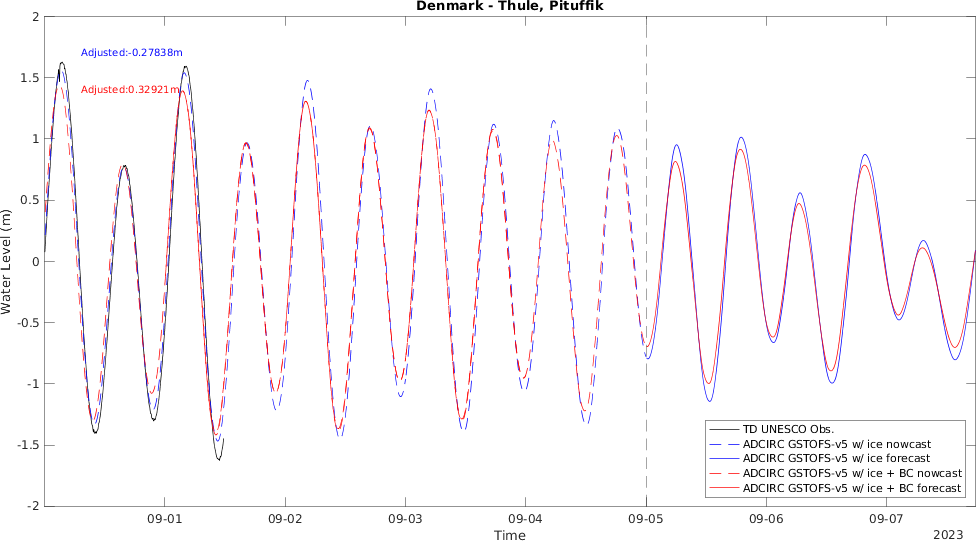 Denmark - Thule, Pituffik
Adjusted:-0.27838m
Adjusted:0.32921m
Water Level (m)
2
1.5
1
0.5
0
-0.5
-1
-1.5
-2
09-01
09-02
09-03
09-04
09-05
09-06
09-07
Time
2023
TD UNESCO Obs.
ADCIRC GSTOFS-v5 w/ ice nowcast
ADCIRC GSTOFS-v5 w/ ice forecast
ADCIRC GSTOFS-v5 w/ ice + BC nowcast
ADCIRC GSTOFS-v5 w/ ice + BC forecast